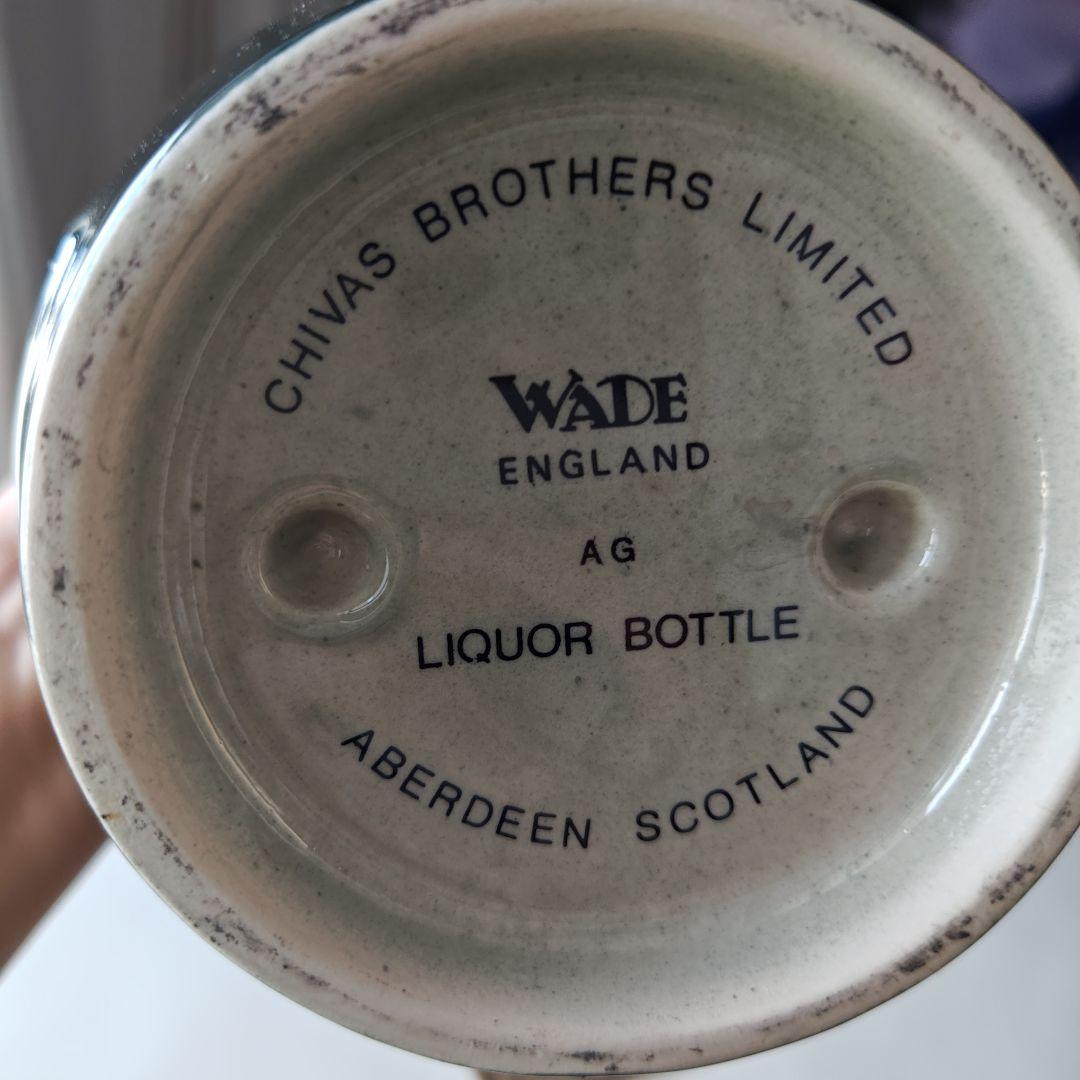 CHIVAS BROTHERS LIMITED
WADE
ENGLAND
AG
LIQUOR BOTTLE
ABERDEEN SCOTLAND